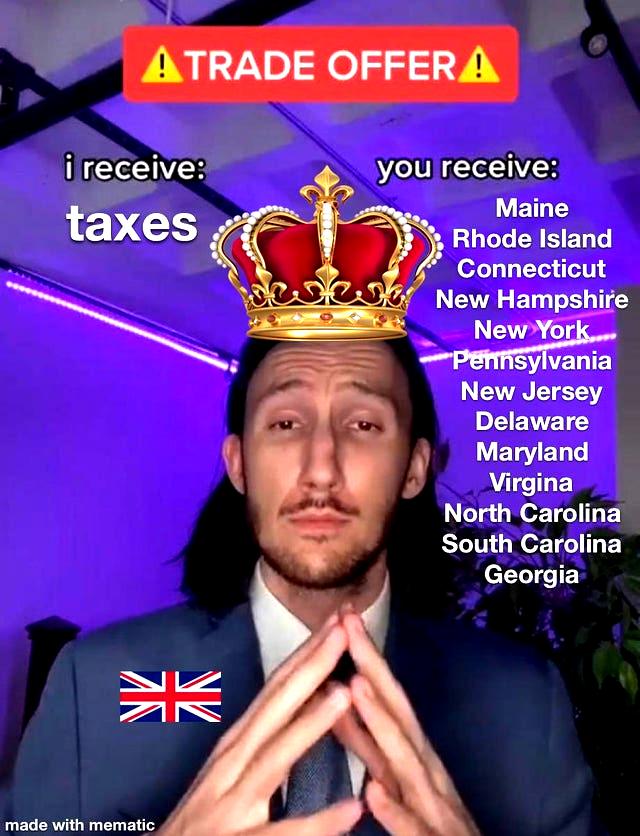 ⚠️TRADE OFFER⚠️
i receive:
taxes
you receive:
Maine
Rhode Island
Connecticut
New Hampshire
New York
Pennsylvania
New Jersey
Delaware
Maryland
Virgina
North Carolina
South Carolina
Georgia
made with mematic